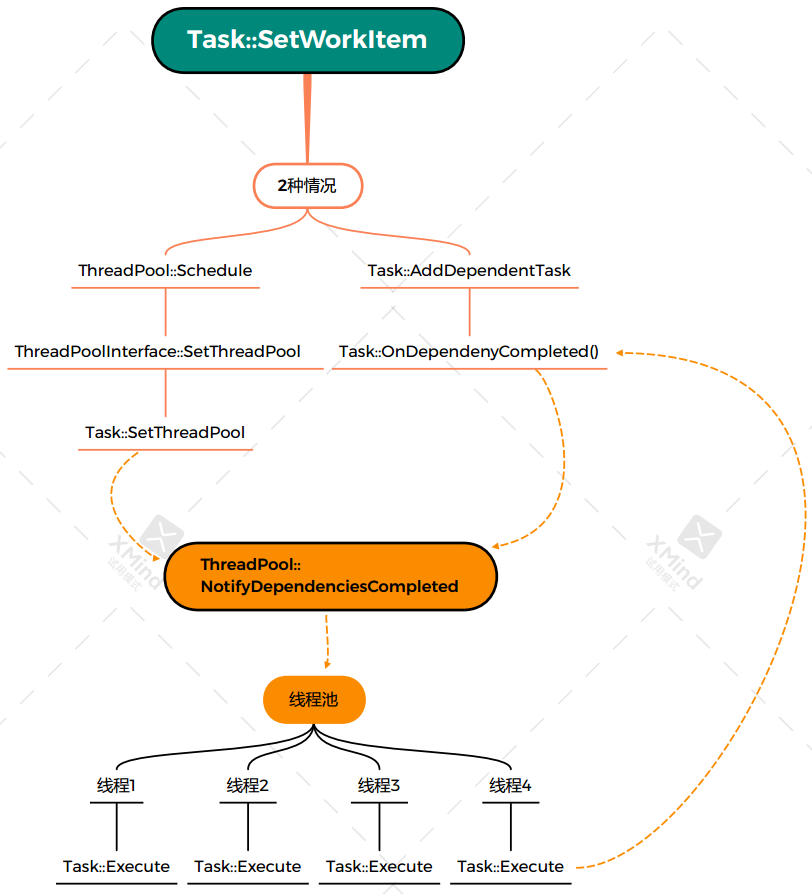 Task::SetWorkItem
2种情况
ThreadPool::Schedule
Task::AddDependentTask
ThreadPoolInterface::SetThreadPool
Task::OnDependenyCompleted()
Task::SetThreadPool
XMind
试用模式
XMind
试用模式
ThreadPool::
NotifyDependenciesCompleted
线程池
线程1
线程2
线程3
线程4
Task::Execute
Task::Execute
Task::Execute
Task::Execute